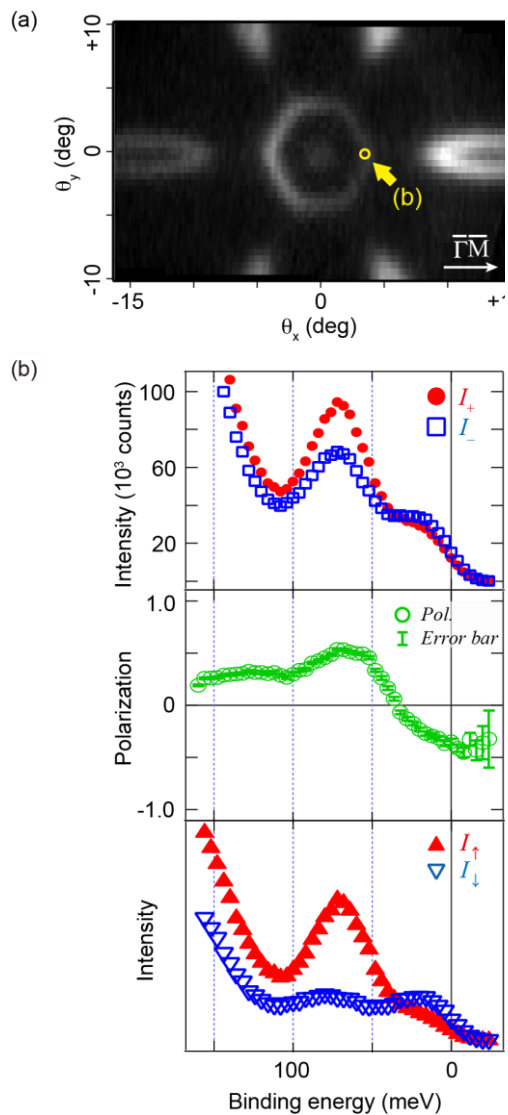 (a)
+10
0
-10
θy (deg)
(b)
Γ̅M̅
-15
0
+1
θx (deg)
(b)
100
60
20
Intensity (10³ counts)
I₊
I₋
1.0
0
-1.0
Polarization
Pol.
Error bar
Intensity
I↑
I↓
100
0
Binding energy (meV)